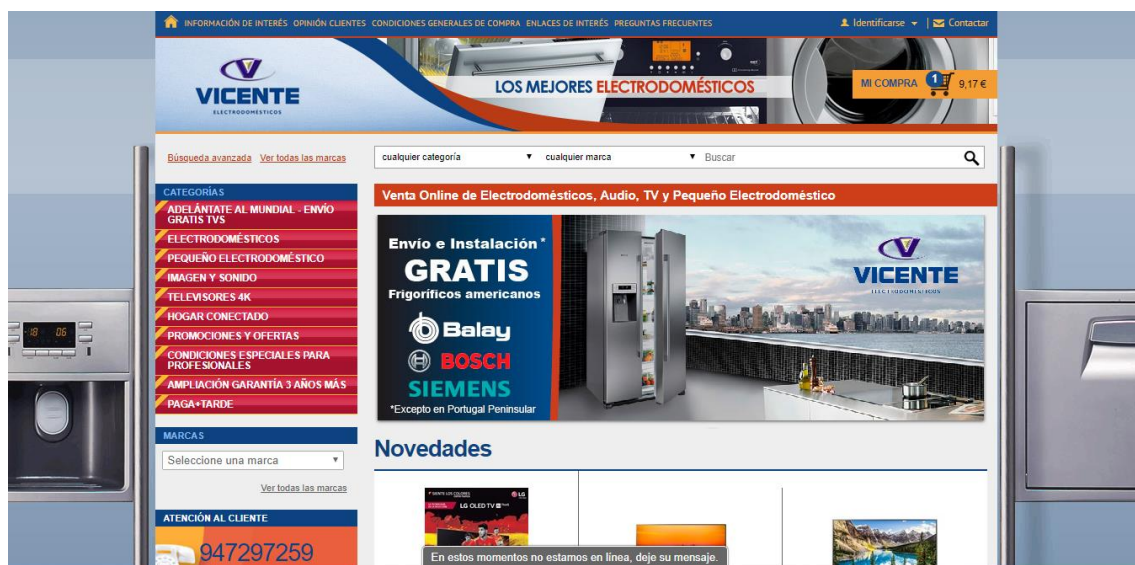 INFORMACIÓN DE INTERÉS OPINIÓN CLIENTES CONDICIONES GENERALES DE COMPRA ENLACES DE INTERÉS PREGUNTAS FRECUENTES
Identificarse
Contactar
VICENTE
ELECTRODOMÉSTICOS
LOS MEJORES ELECTRODOMÉSTICOS
MI COMPRA
1
9,17 €
Búsqueda avanzada Ver todas las marcas
cualquier categoría
cualquier marca
Buscar
CATEGORÍAS
ADELÁNTATE AL MUNDIAL - ENVÍO
GRATIS TVS
ELECTRODOMÉSTICOS
PEQUEÑO ELECTRODOMÉSTICO
IMAGEN Y SONIDO
TELEVISORES 4K
HOGAR CONECTADO
PROMOCIONES Y OFERTAS
CONDICIONES ESPECIALES PARA
PROFESIONALES
AMPLIACIÓN GARANTÍA 3 AÑOS MÁS
PAGA+TARDE
MARCAS
Seleccione una marca
Ver todas las marcas
ATENCIÓN AL CLIENTE
947297259
Venta Online de Electrodomésticos, Audio, TV y Pequeño Electrodoméstico
Envío e Instalación*
GRATIS
Frigoríficos americanos
Balay
BOSCH
SIEMENS
*Excepto en Portugal Peninsular
VICENTE
ELECTRODOMÉSTICOS
Novedades
LG
LG OLED TV
En estos momentos no estamos en línea, deje su mensaje.
-18 06